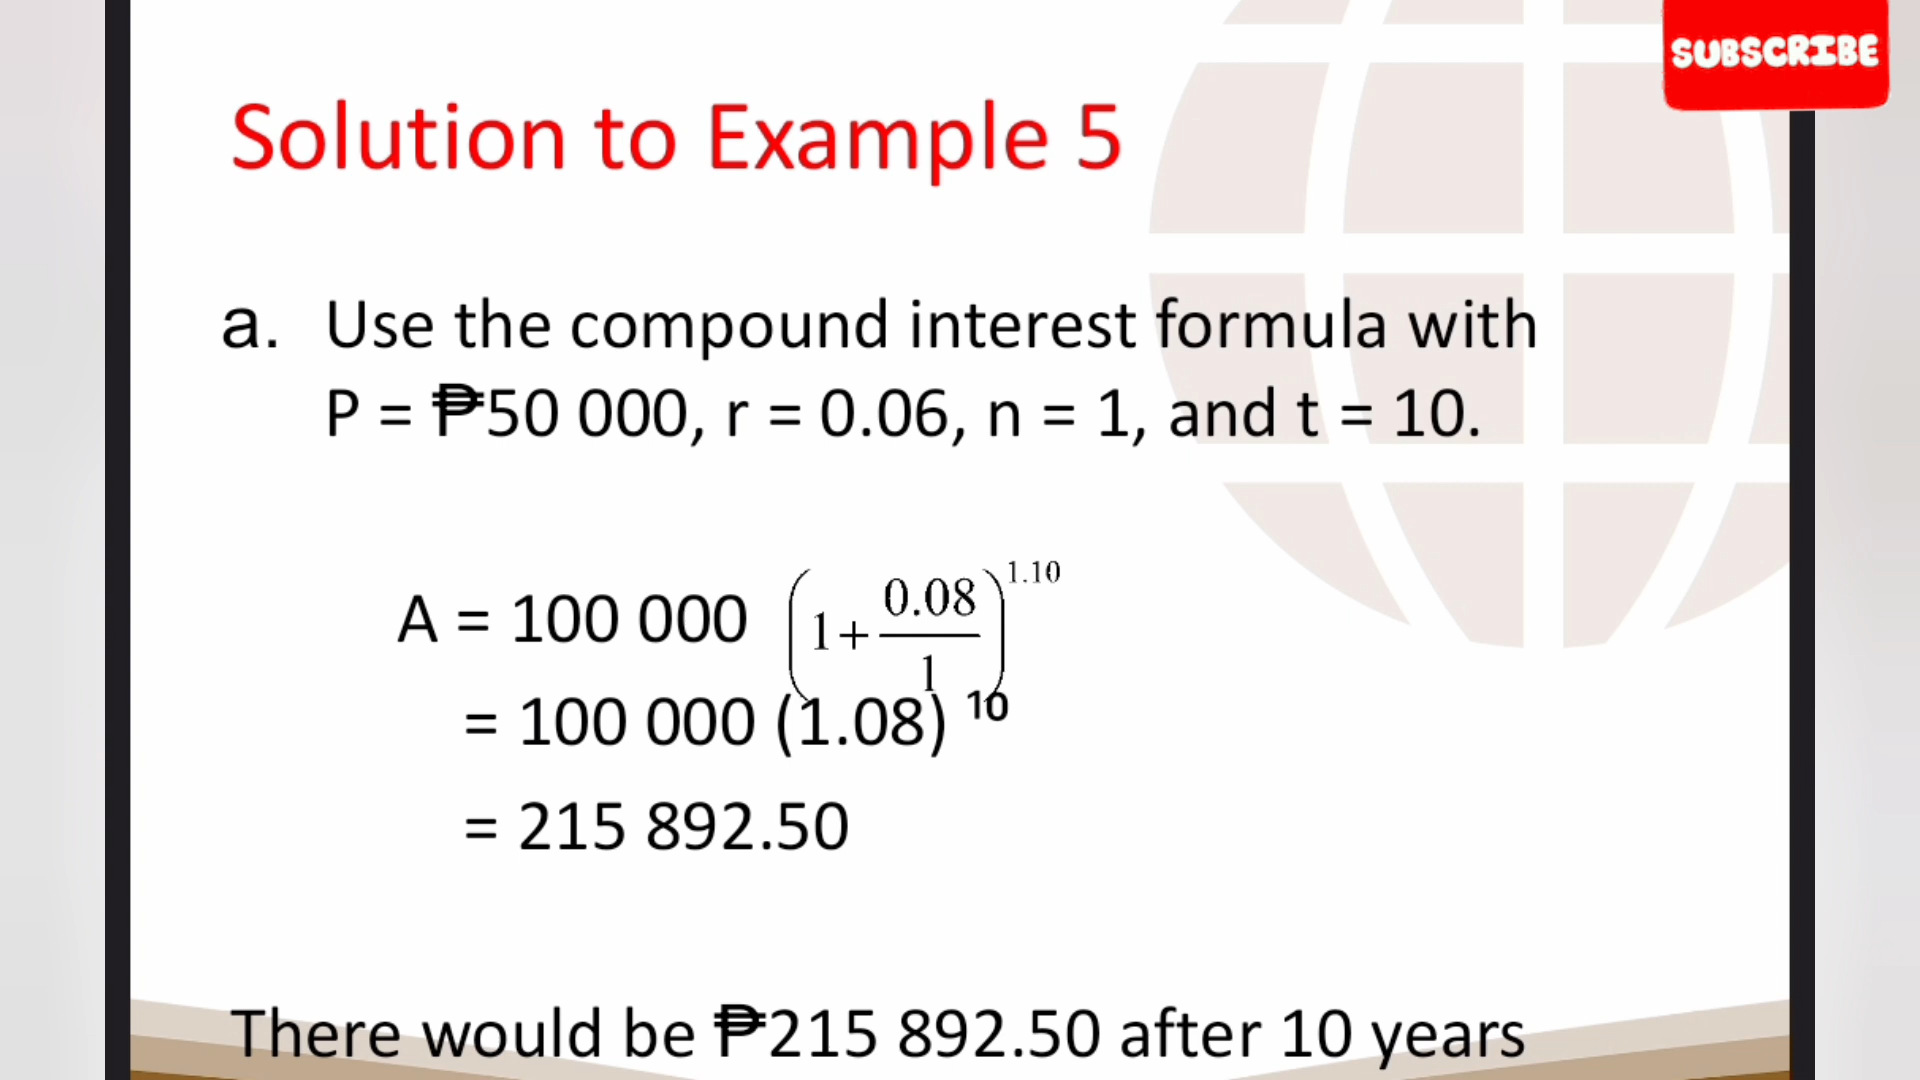 SUBSCRIBE
Solution to Example 5
a. Use the compound interest formula with
P = ₱50 000, r = 0.06, n = 1, and t = 10.
A = 100 000 (1+0.08/1)^1.10
= 100 000 (1.08) ^10
= 215 892.50
There would be ₱215 892.50 after 10 years